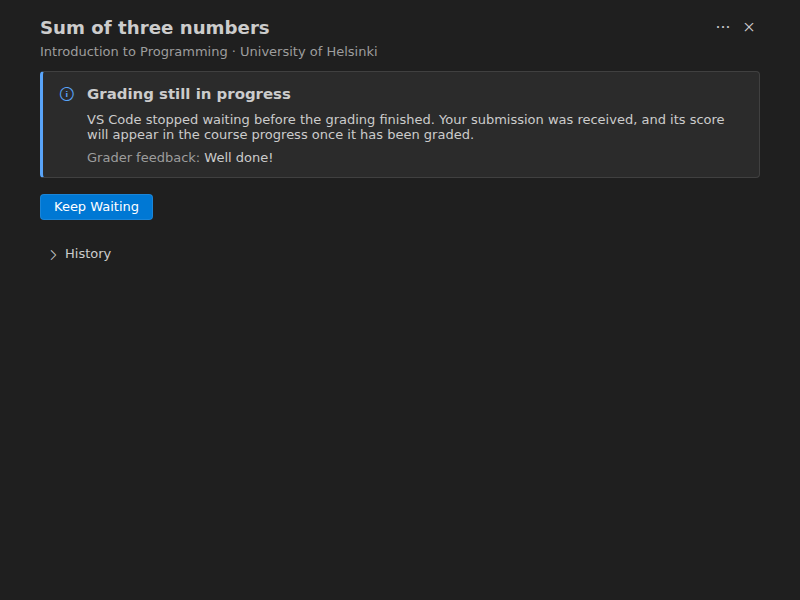 Sum of three numbers
Introduction to Programming · University of Helsinki
Grading still in progress
VS Code stopped waiting before the grading finished. Your submission was received, and its score
will appear in the course progress once it has been graded.
Grader feedback: Well done!
Keep Waiting
History